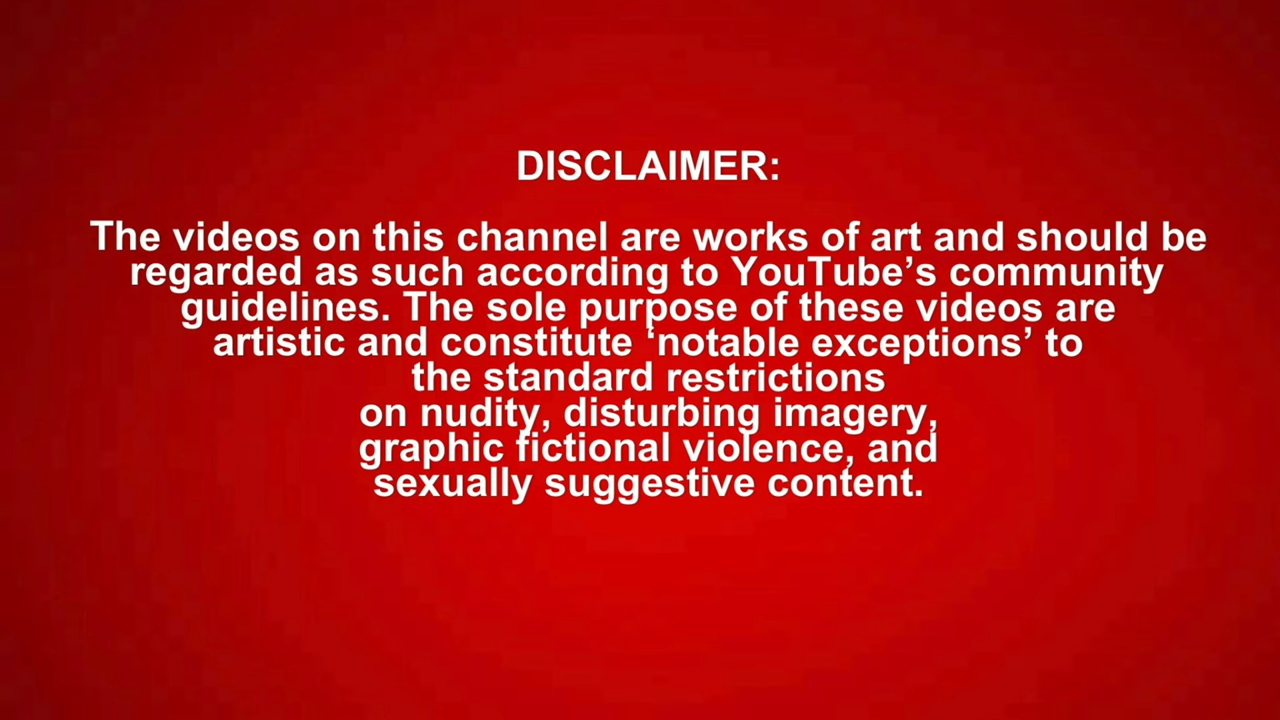 DISCLAIMER:
The videos on this channel are works of art and should be
regarded as such according to YouTube’s community
guidelines. The sole purpose of these videos are
artistic and constitute ‘notable exceptions’ to
the standard restrictions
on nudity, disturbing imagery,
graphic fictional violence, and
sexually suggestive content.